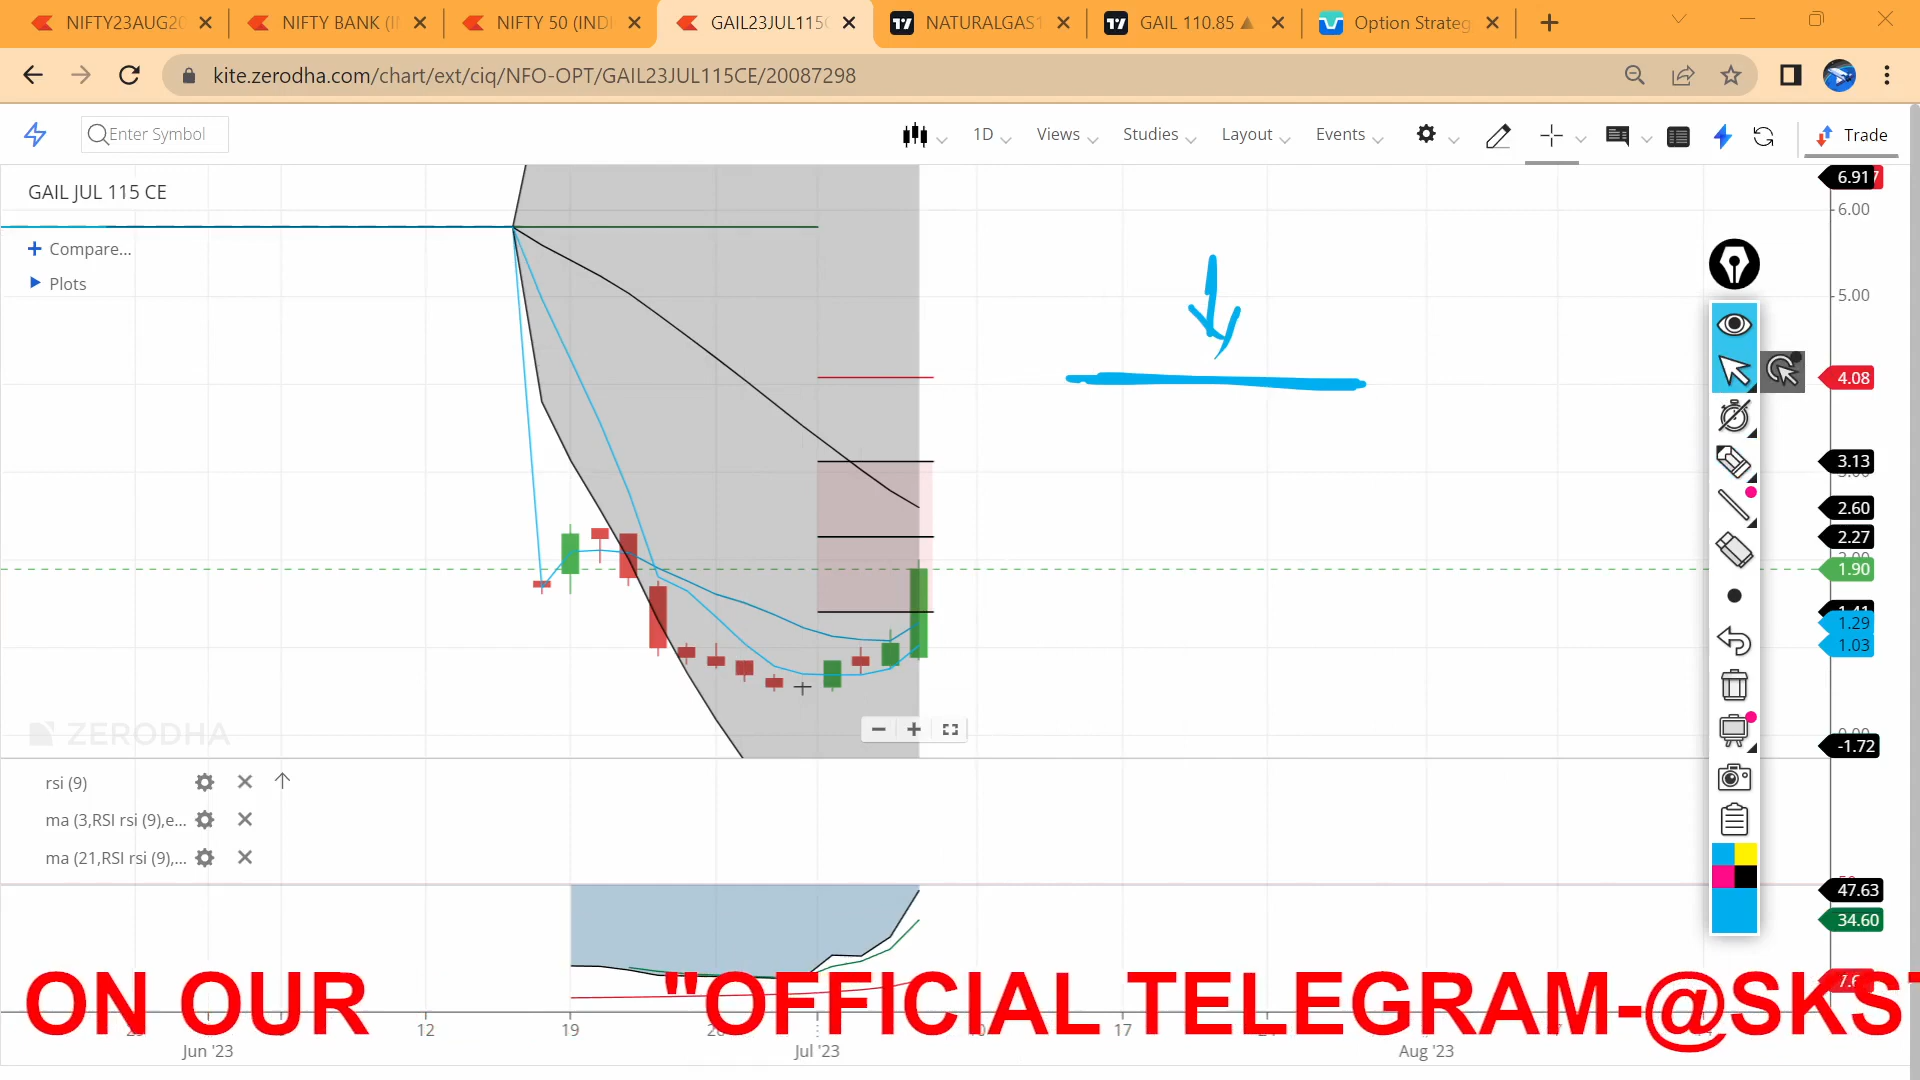 NIFTY23AUG20
NIFTY BANK (I
NIFTY 50 (INDI
GAIL23JUL115C
NATURALGAS1
GAIL 110.85
Option Strateg
kite.zerodha.com/chart/ext/ciq/NFO-OPT/GAIL23JUL115CE/20087298
Enter Symbol
1D
Views
Studies
Layout
Events
Trade
GAIL JUL 115 CE
Compare...
Plots
6.91
6.00
5.00
4.08
3.13
2.60
2.27
1.90
1.29
1.03
-1.72
ZERODHA
rsi (9)
ma (3,RSI rsi (9),e...
ma (21,RSI rsi (9),...
47.63
34.60
ON OUR "OFFICIAL TELEGRAM-@SKST
12
19
17
Jun '23
Jul '23
Aug '23